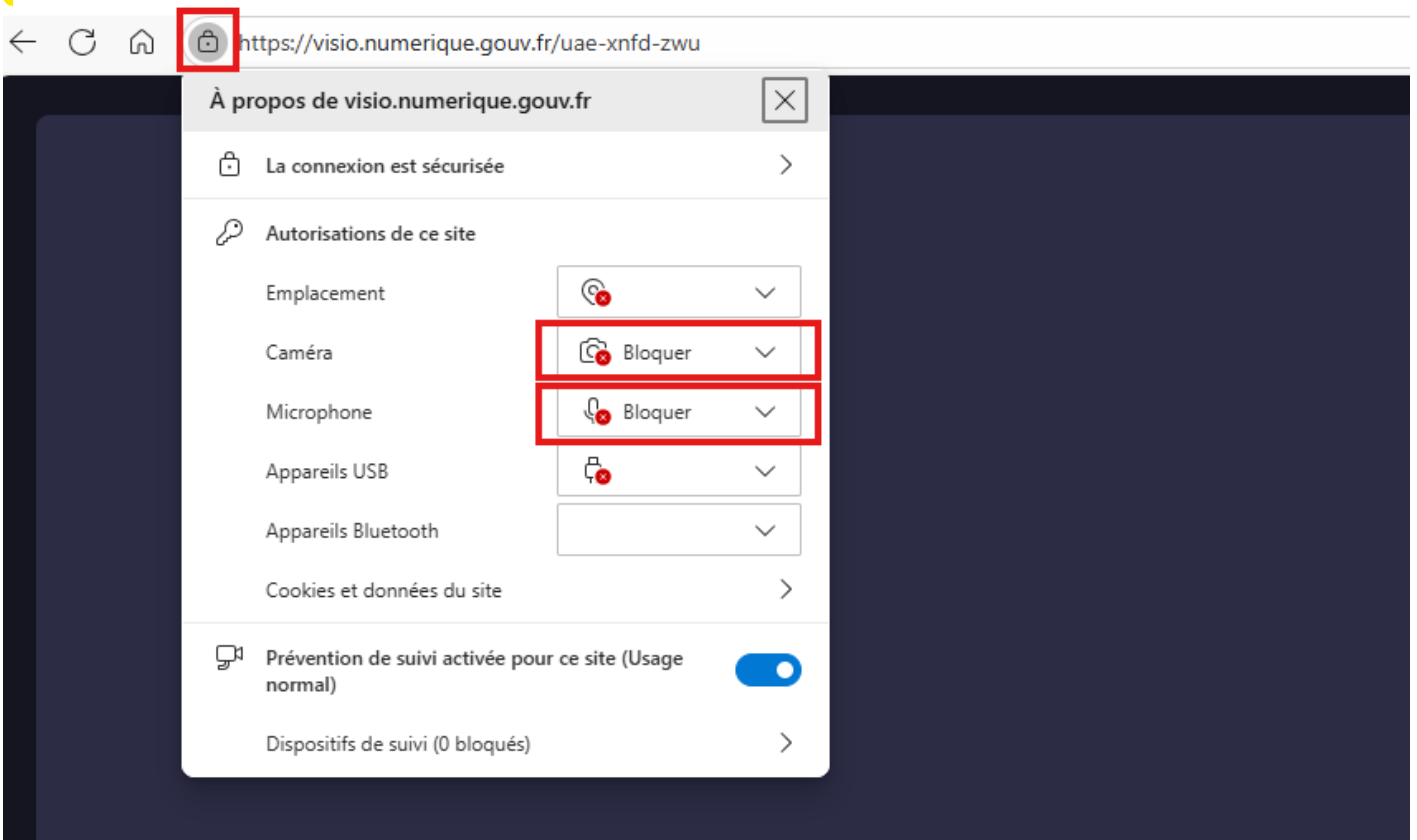 https://visio.numerique.gouv.fr/uae-xnfd-zwu
À propos de visio.numerique.gouv.fr
La connexion est sécurisée
Autorisations de ce site
Emplacement
Caméra
Bloquer
Microphone
Bloquer
Appareils USB
Appareils Bluetooth
Cookies et données du site
Prévention de suivi activée pour ce site (Usage
normal)
Dispositifs de suivi (0 bloqués)